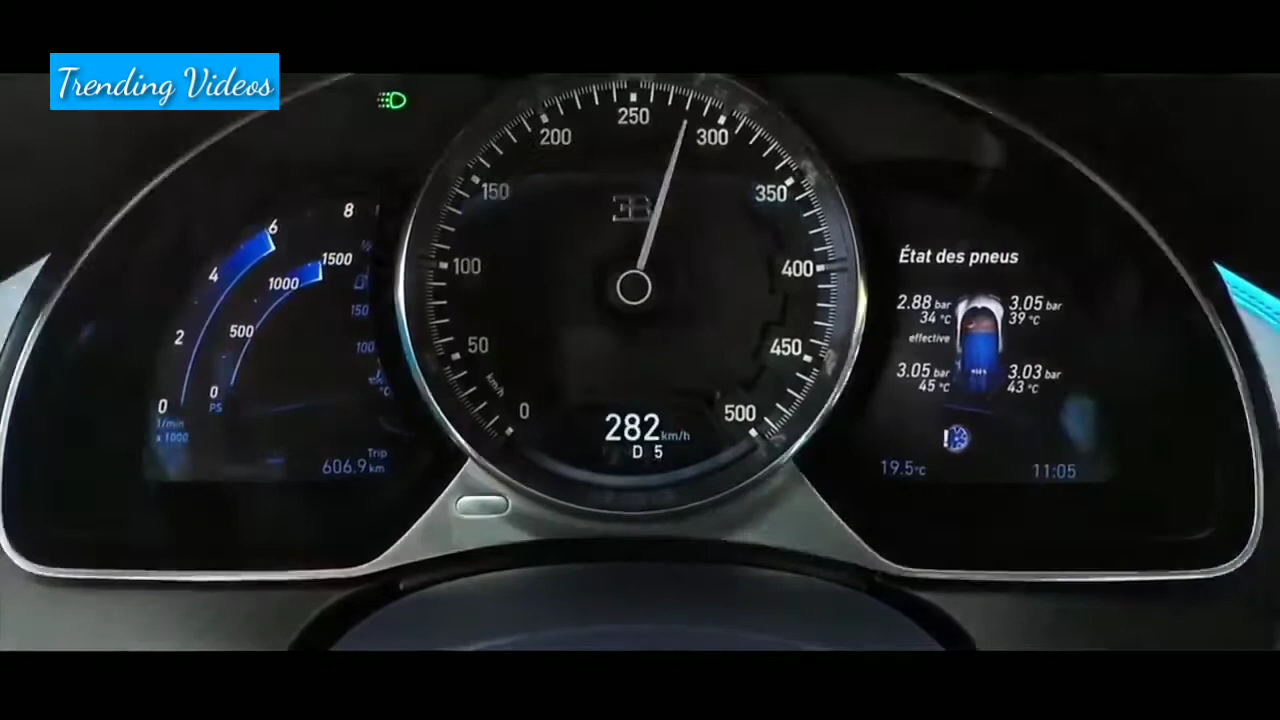 Trending Videos
0
2
4
6
8
1/min
x 1000
0
PS
500
1000
1500
150
100
Trip
606.9 km
0
50
100
150
200
250
300
350
400
450
500
km/h
EB
282 km/h
D 5
État des pneus
2.88 bar 3.05 bar
34 °C 39 °C
effective
3.05 bar 3.03 bar
45 °C 43 °C
!
19.5°C 11:05